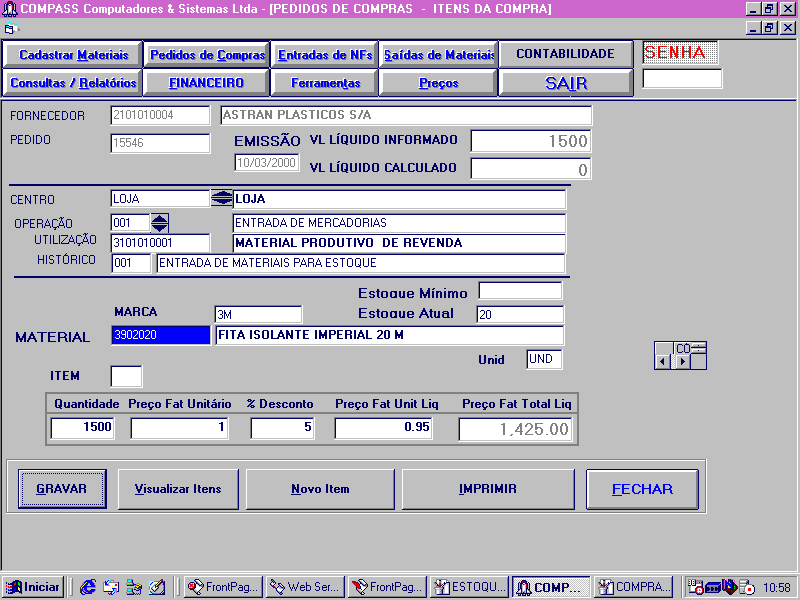 COMPASS Computadores & Sistemas Ltda - [PEDIDOS DE COMPRAS - ITENS DA COMPRA]
Cadastrar Materiais Pedidos de Compras Entradas de NFs Saídas de Materiais CONTABILIDADE SENHA
Consultas / Relatórios FINANCEIRO Ferramentas Preços SAIR
FORNECEDOR 2101010004 ASTRAN PLASTICOS S/A
PEDIDO 15546 EMISSÃO VL LÍQUIDO INFORMADO 1500
10/03/2000 VL LÍQUIDO CALCULADO 0
CENTRO LOJA LOJA
OPERAÇÃO 001 ENTRADA DE MERCADORIAS
UTILIZAÇÃO 3101010001 MATERIAL PRODUTIVO DE REVENDA
HISTÓRICO 001 ENTRADA DE MATERIAIS PARA ESTOQUE
Estoque Mínimo
MARCA 3M Estoque Atual 20
MATERIAL 3902020 FITA ISOLANTE IMPERIAL 20 M
Unid UND
CO
ITEM
Quantidade Preço Fat Unitário % Desconto Preço Fat Unit Liq Preço Fat Total Liq
1500 1 5 0.95 1,425.00
GRAVAR Visualizar Itens Novo Item IMPRIMIR FECHAR
Iniciar FrontPag... Web Ser... FrontPag... ESTOQU... COMP... COMPRA... 10:58